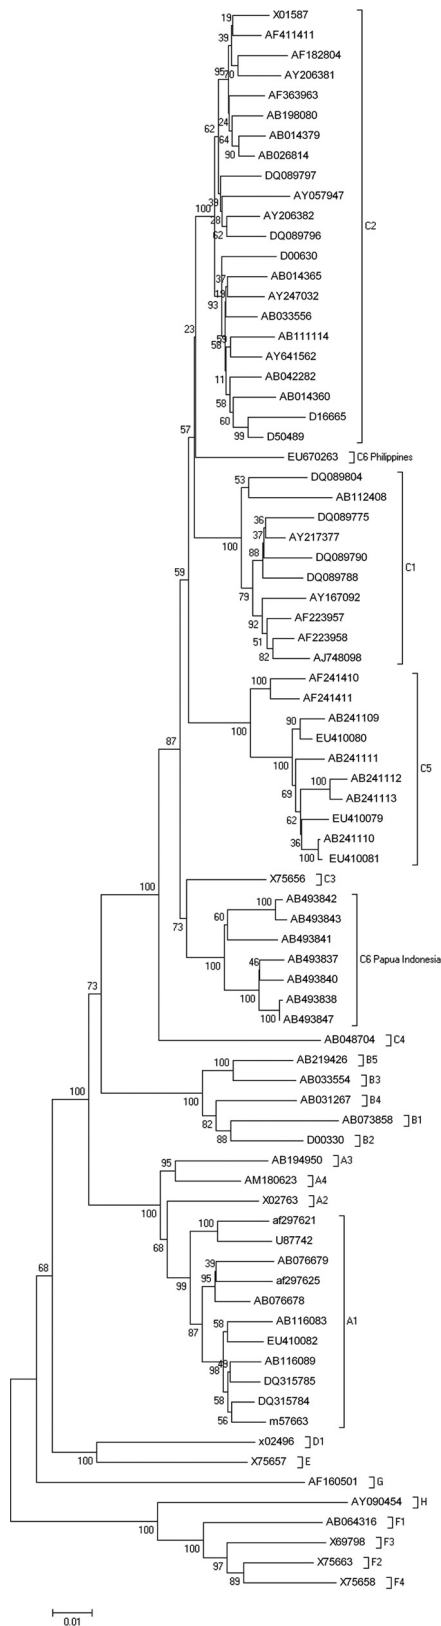 X01587
19
AF411411
39
AF182804
95
70
AY206381
AF363963
AB198080
24
62
AB014379
64
90
AB026814
DQ089797
AY057947
39
100
AY206382
28
62
DQ089796
C2
D00630
37
AB014365
19
AY247032
93
AB033556
AB111114
59
58
AY641562
11
AB042282
AB014360
58
D16665
60
99
D50489
23
EU670263
C6 Philippines
DQ089804
53
AB112408
57
DQ089775
36
AY217377
37
100
88
DQ089790
DQ089788
C1
79
AY167092
AF223957
92
AF223958
51
82
AJ748098
59
AF241410
100
AF241411
100
AB241109
90
EU410080
100
AB241111
C5
AB241112
100
69
AB241113
EU410079
62
AB241110
36
100
EU410081
87
X75656
C3
AB493842
100
60
AB493843
73
AB493841
100
AB493837
46
C6 Papua Indonesia
AB493840
100
AB493838
100
AB493847
100
AB048704
C4
73
AB219426
B5
100
AB033554
B3
100
AB031267
B4
82
AB073858
B1
88
D00330
B2
100
AB194950
A3
95
AM180623
A4
100
X02763
A2
68
af297621
100
U87742
99
AB076679
39
95
af297625
AB076678
87
AB116083
A1
58
EU410082
98
AB116089
DQ315785
58
DQ315784
56
m57663
68
x02496
D1
100
X75657
E
AF160501
G
AY090454
H
100
AB064316
F1
100
X69798
F3
97
X75663
F2
89
X75658
F4
0.01